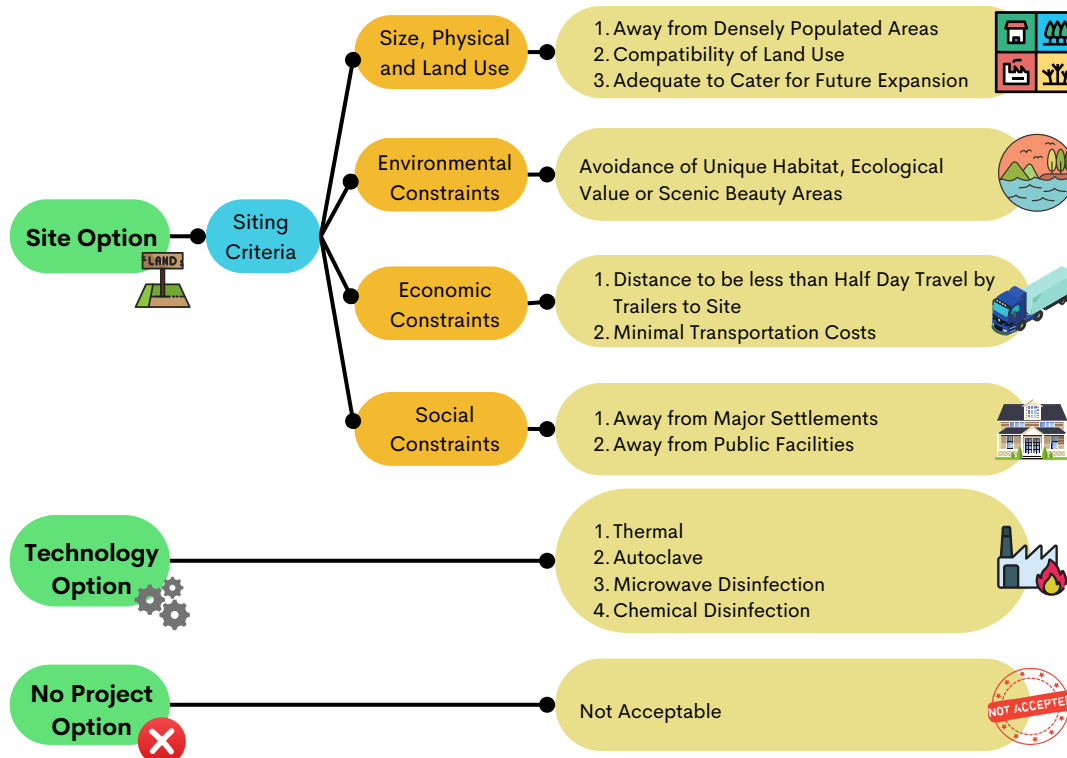 Size, Physical
and Land Use
1. Away from Densely Populated Areas
2. Compatibility of Land Use
3. Adequate to Cater for Future Expansion
Environmental
Constraints
Avoidance of Unique Habitat, Ecological
Value or Scenic Beauty Areas
Site Option
LAND
Siting
Criteria
Economic
Constraints
1. Distance to be less than Half Day Travel by
Trailers to Site
2. Minimal Transportation Costs
Social
Constraints
1. Away from Major Settlements
2. Away from Public Facilities
Technology
Option
1. Thermal
2. Autoclave
3. Microwave Disinfection
4. Chemical Disinfection
No Project
Option
Not Acceptable
NOT ACCEPTED